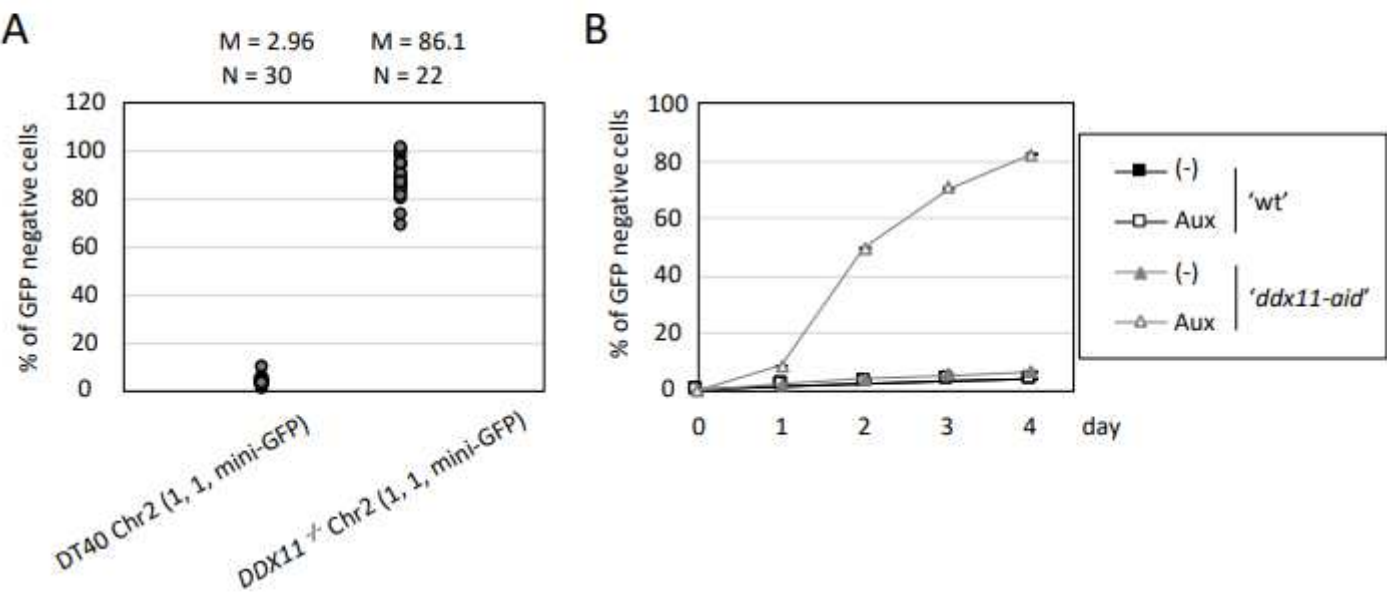 A
M = 2.96 M = 86.1
N = 30 N = 22
% of GFP negative cells
120
100
80
60
40
20
0
DT40 Chr2 (1, 1, mini-GFP)
DDX11 -/- Chr2 (1, 1, mini-GFP)
B
% of GFP negative cells
100
80
60
40
20
0
0 1 2 3 4 day
(-)
Aux
'wt'
(-)
Aux
'ddx11-aid'